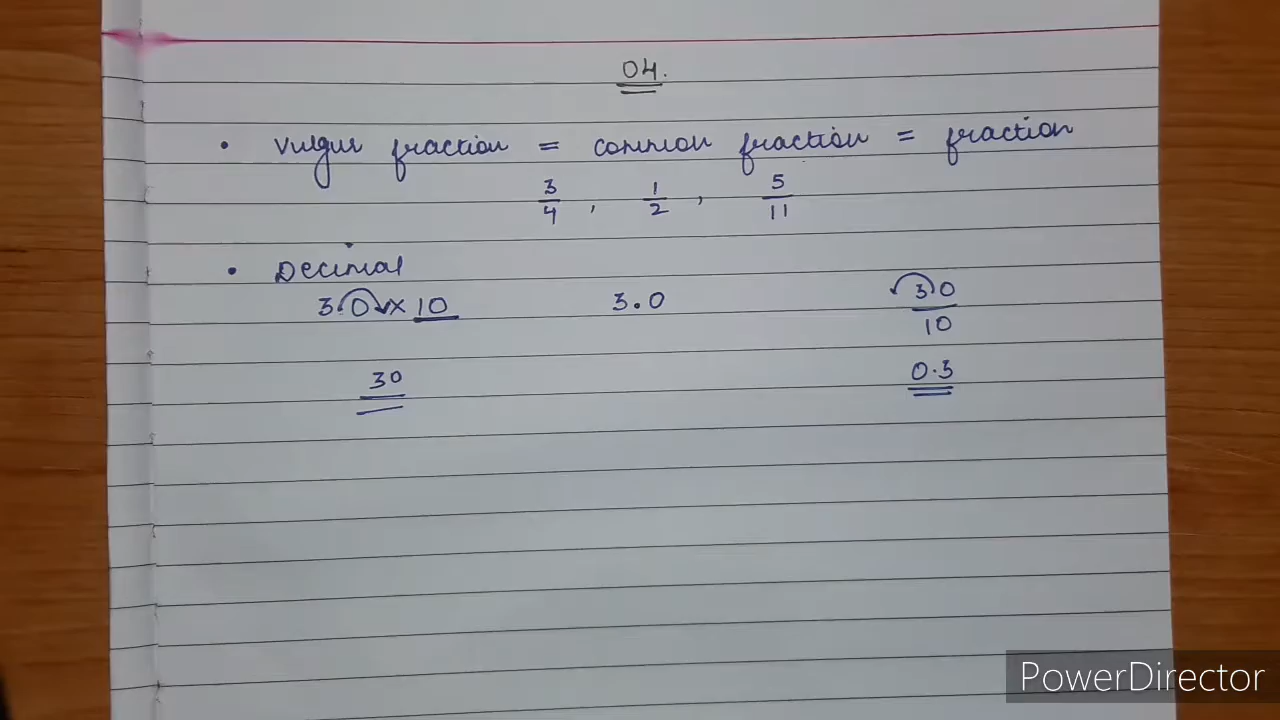 04.
• Vulgur fraction = common fraction = fraction
3/4 , 1/2 , 5/11
• Decimal
3.0 × 10 3.0 3.0/10
30 0.3
PowerDirector